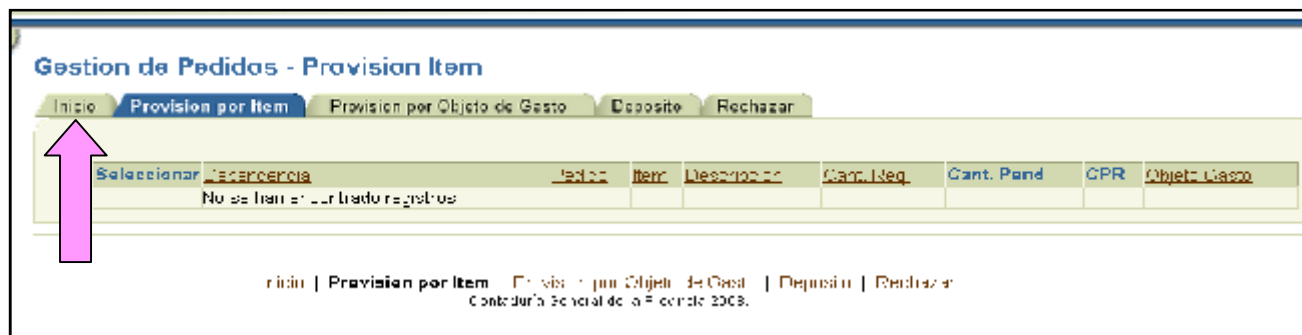 Gestion de Pedidos - Provision Item
Inicio Provision por Item Provision por Objeto de Gasto Deposito Rechazar
Seleccionar Dependencia Pedido Item Descripcion Cant. Req Cant. Pend CPR Objeto Gasto
No se han encontrado registros
Inicio | Provision por Item Provision por Objeto de Gasto | Deposito | Rechazar
Contaduría General de la Provincia 2008.